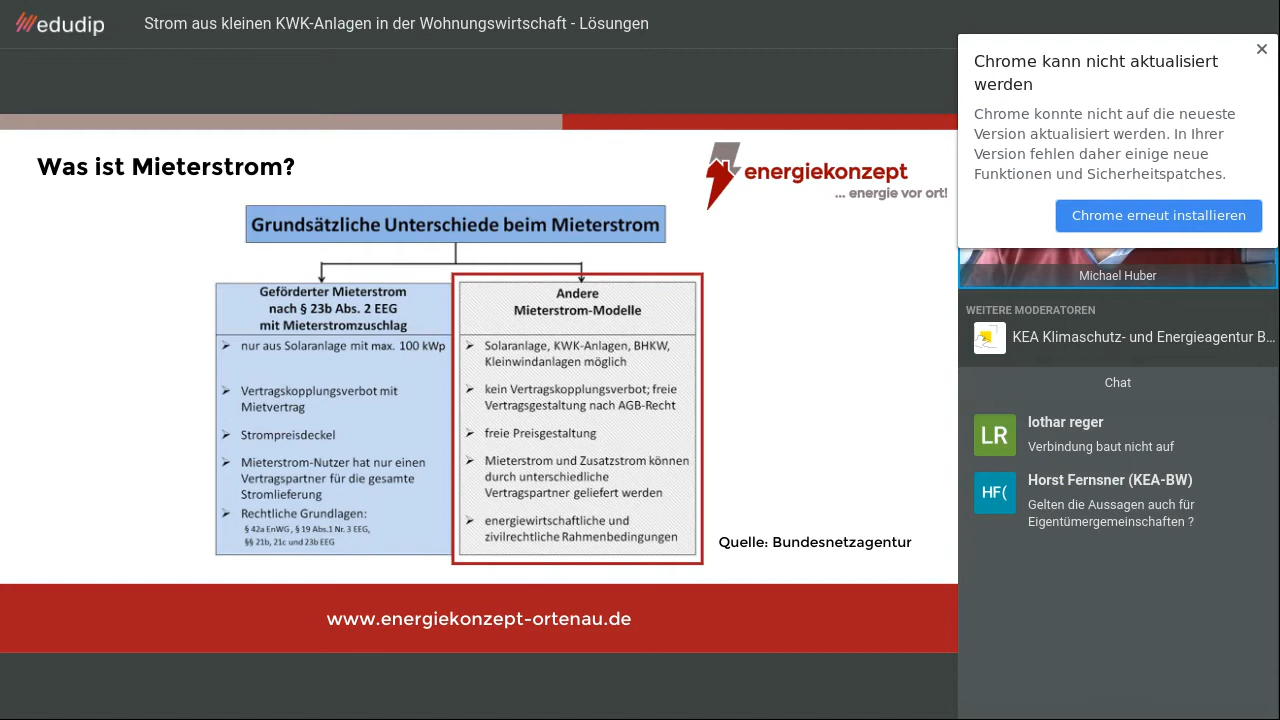 edudip
Strom aus kleinen KWK-Anlagen in der Wohnungswirtschaft - Lösungen
Was ist Mieterstrom?
energiekonzept
... energie vor ort!
Grundsätzliche Unterschiede beim Mieterstrom
Geförderter Mieterstrom
nach § 23b Abs. 2 EEG
mit Mieterstromzuschlag
nur aus Solaranlage mit max. 100 kWp
Vertragskopplungsverbot mit
Mietvertrag
Strompreisdeckel
Mieterstrom-Nutzer hat nur einen
Vertragspartner für die gesamte
Stromlieferung
Rechtliche Grundlagen:
§ 42a EnWG, § 19 Abs.1 Nr. 3 EEG,
§§ 21b, 21c und 23b EEG
Andere
Mieterstrom-Modelle
Solaranlage, KWK-Anlagen, BHKW,
Kleinwindanlagen möglich
kein Vertragskopplungsverbot; freie
Vertragsgestaltung nach AGB-Recht
freie Preisgestaltung
Mieterstrom und Zusatzstrom können
durch unterschiedliche
Vertragspartner geliefert werden
energiewirtschaftliche und
zivilrechtliche Rahmenbedingungen
Quelle: Bundesnetzagentur
www.energiekonzept-ortenau.de
Chrome kann nicht aktualisiert
werden
Chrome konnte nicht auf die neueste
Version aktualisiert werden. In Ihrer
Version fehlen daher einige neue
Funktionen und Sicherheitspatches.
Chrome erneut installieren
Michael Huber
WEITERE MODERATOREN
KEA Klimaschutz- und Energieagentur B...
Chat
LR
lothar reger
Verbindung baut nicht auf
HF(
Horst Fernsner (KEA-BW)
Gelten die Aussagen auch für
Eigentümergemeinschaften ?